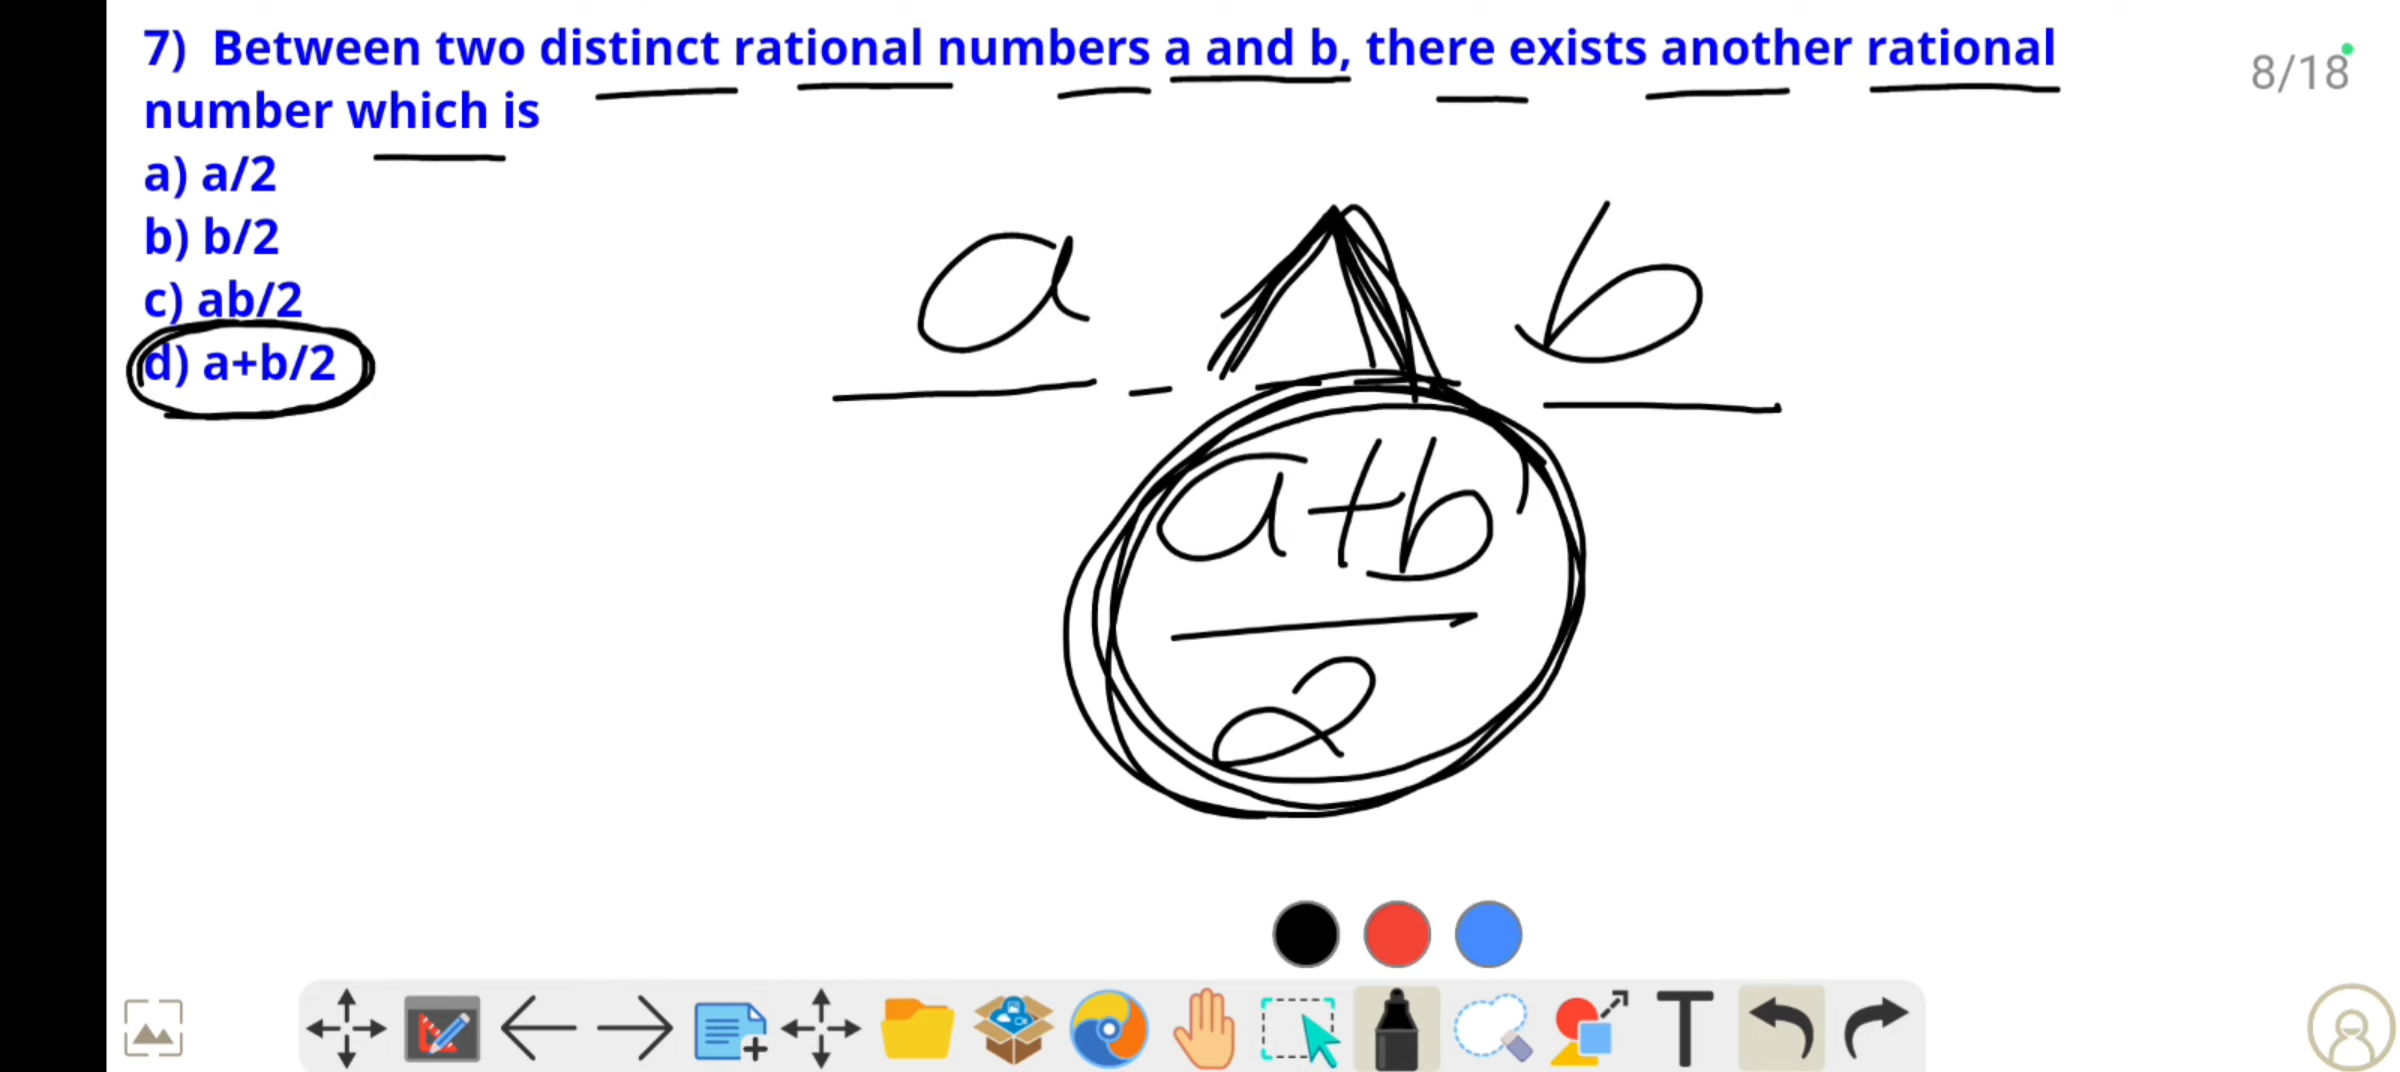 7) Between two distinct rational numbers a and b, there exists another rational
number which is
a) a/2
b) b/2
c) ab/2
d) a+b/2
8/18
a b
a+b
2
T